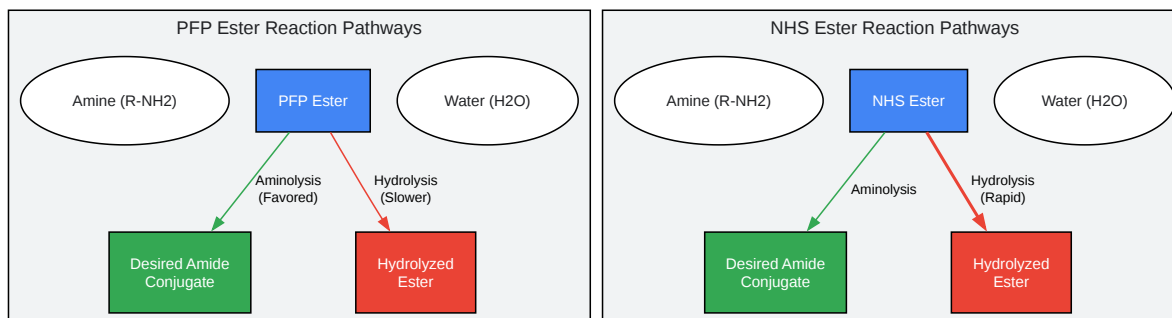 PFP Ester Reaction Pathways
Amine (R-NH2)
PFP Ester
Water (H2O)
Aminolysis
(Favored)
Hydrolysis
(Slower)
Desired Amide
Conjugate
Hydrolyzed
Ester
NHS Ester Reaction Pathways
Amine (R-NH2)
NHS Ester
Water (H2O)
Aminolysis
Hydrolysis
(Rapid)
Desired Amide
Conjugate
Hydrolyzed
Ester